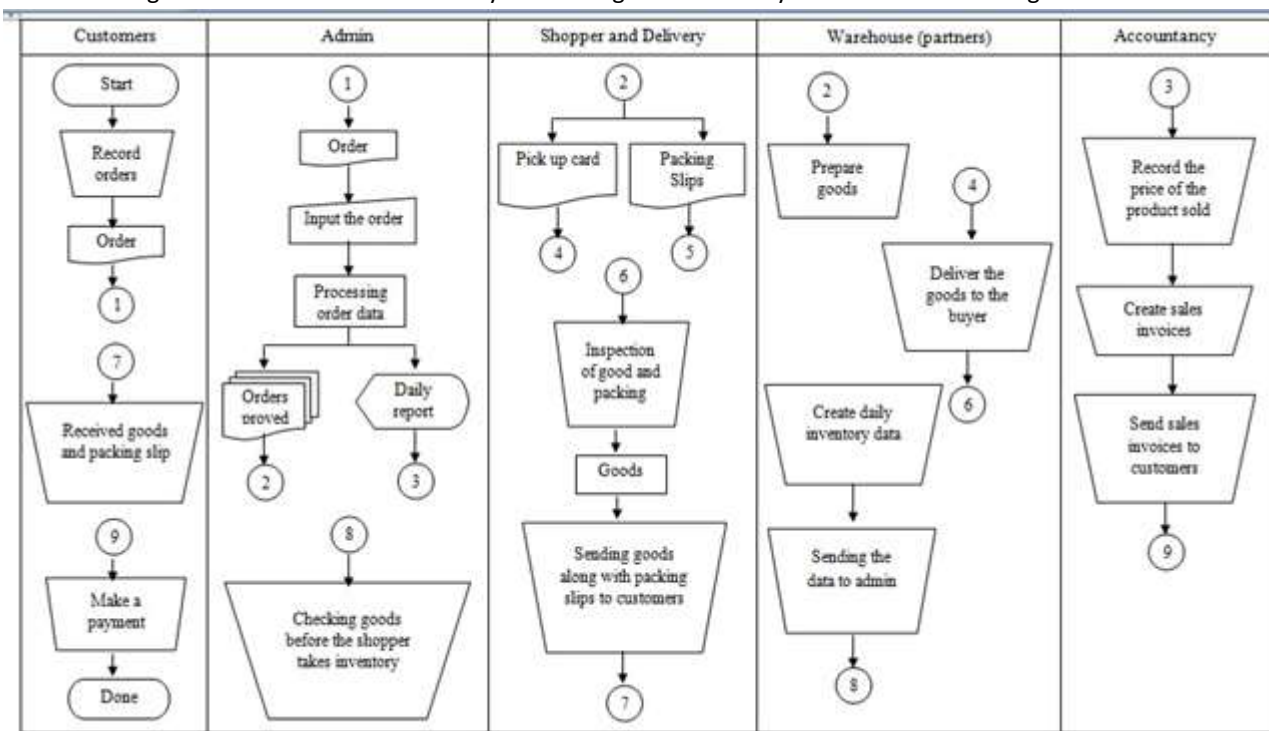 Customers
Start
Record
orders
Order
1
7
Received goods
and packing slip
9
Make a
payment
Done
Admin
1
Order
Input the order
Processing
order data
Orders
proved
Daily
report
2
3
8
Checking goods
before the shopper
takes inventory
Shopper and Delivery
2
Pick up card
Packing
Slips
4
5
6
Inspection
of good and
packing
Goods
Sending goods
along with packing
slips to customers
7
Warehouse (partners)
2
Prepare
goods
4
Deliver the
goods to the
buyer
6
Create daily
inventory data
Sending the
data to admin
8
Accountancy
3
Record the
price of the
product sold
Create sales
invoices
Send sales
invoices to
customers
9